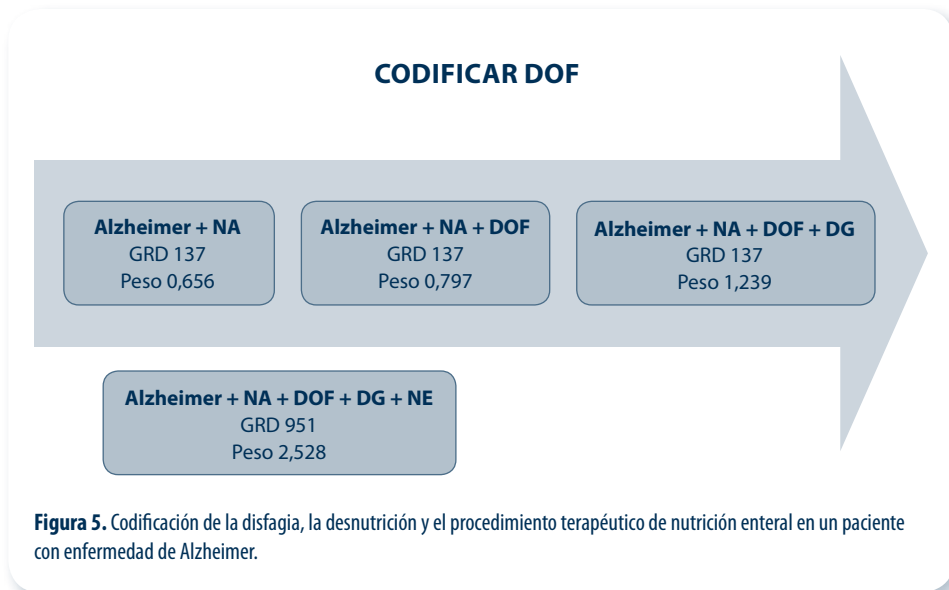 CODIFICAR DOF
Alzheimer + NA
GRD 137
Peso 0,656
Alzheimer + NA + DOF
GRD 137
Peso 0,797
Alzheimer + NA + DOF + DG
GRD 137
Peso 1,239
Alzheimer + NA + DOF + DG + NE
GRD 951
Peso 2,528
Figura 5. Codificación de la disfagia, la desnutrición y el procedimiento terapéutico de nutrición enteral en un paciente
con enfermedad de Alzheimer.